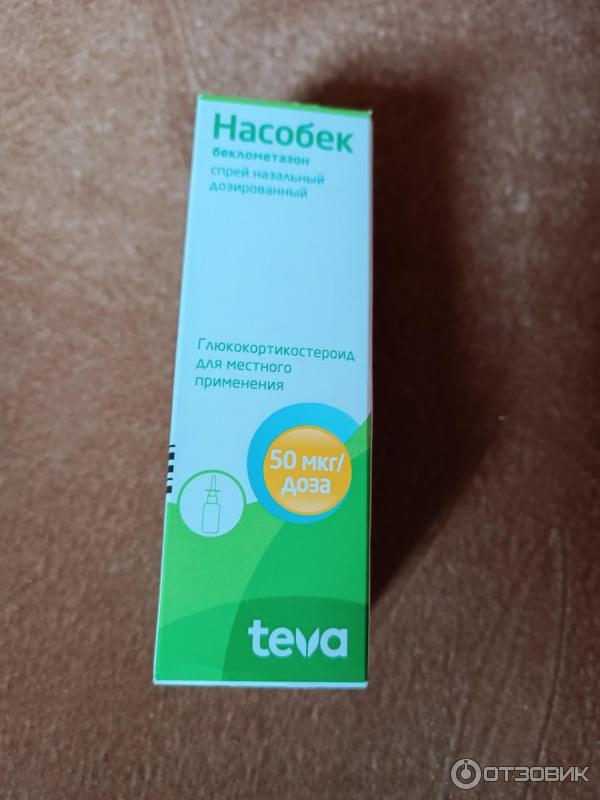 Насобек
беклометазон
спрей назальный
дозированный
Глюкокортикостероид
для местного
применения
50 мкг/
доза
teva
ОТЗОВИК